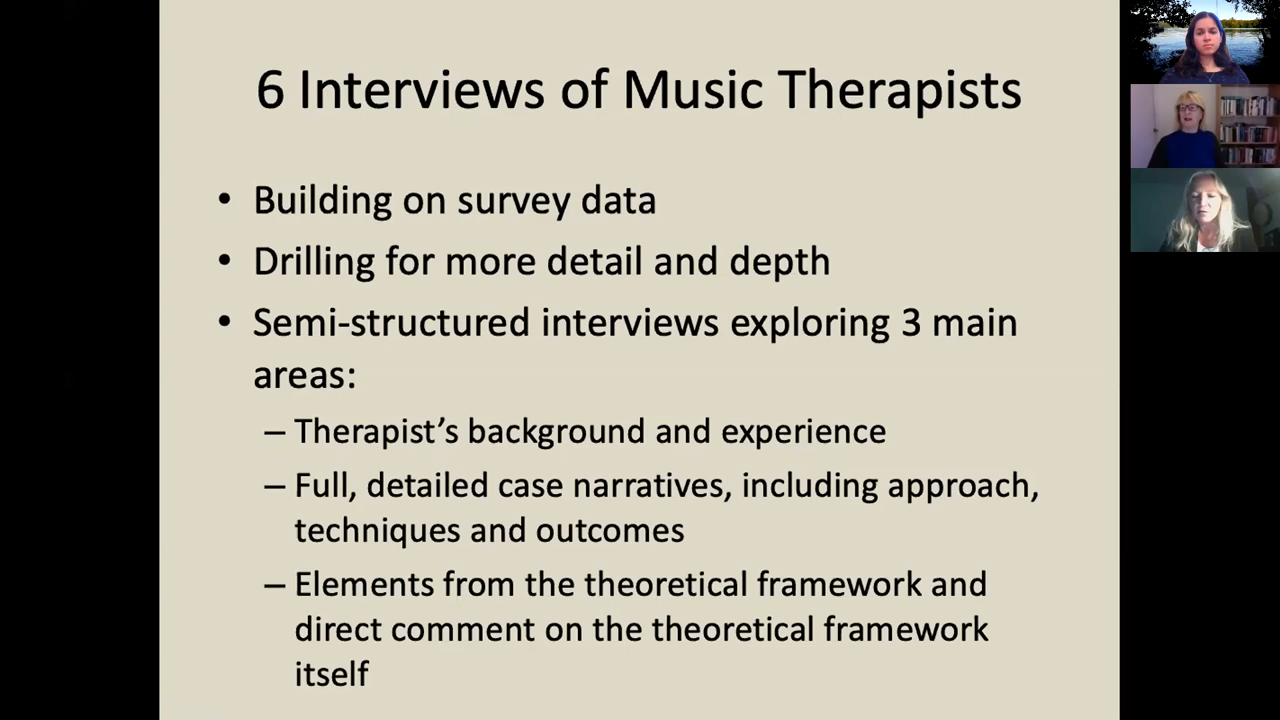 6 Interviews of Music Therapists
• Building on survey data
• Drilling for more detail and depth
• Semi-structured interviews exploring 3 main
areas:
– Therapist’s background and experience
– Full, detailed case narratives, including approach,
techniques and outcomes
– Elements from the theoretical framework and
direct comment on the theoretical framework
itself